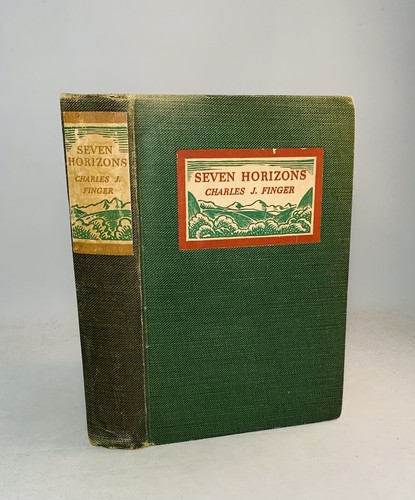 SEVEN
HORIZONS
CHARLES J.
FINGER
SEVEN HORIZONS
CHARLES J. FINGER